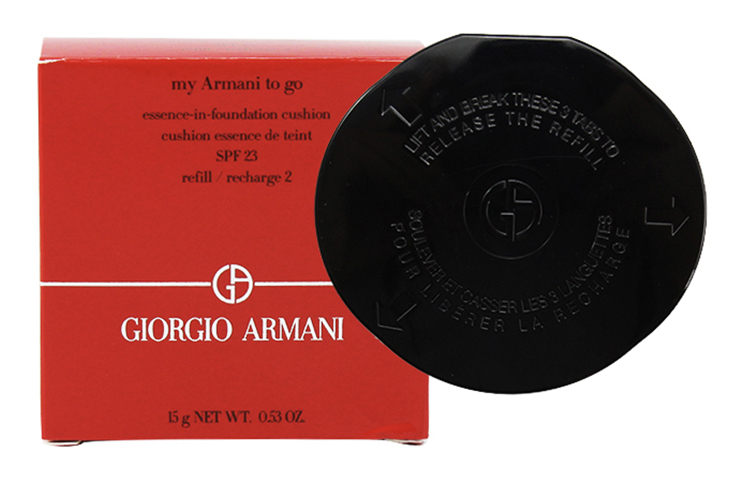 my Armani to go
essence-in-foundation cushion
cushion essence de teint
SPF 23
refill / recharge 2
GA
GIORGIO ARMANI
15 g NET WT. 0.53 OZ.
LIFT AND BREAK THESE 3 TABS TO
RELEASE THE REFILL
GA
SOULEVER ET CASSER LES 3 LANGUETTES
POUR LIBERER LA RECHARGE